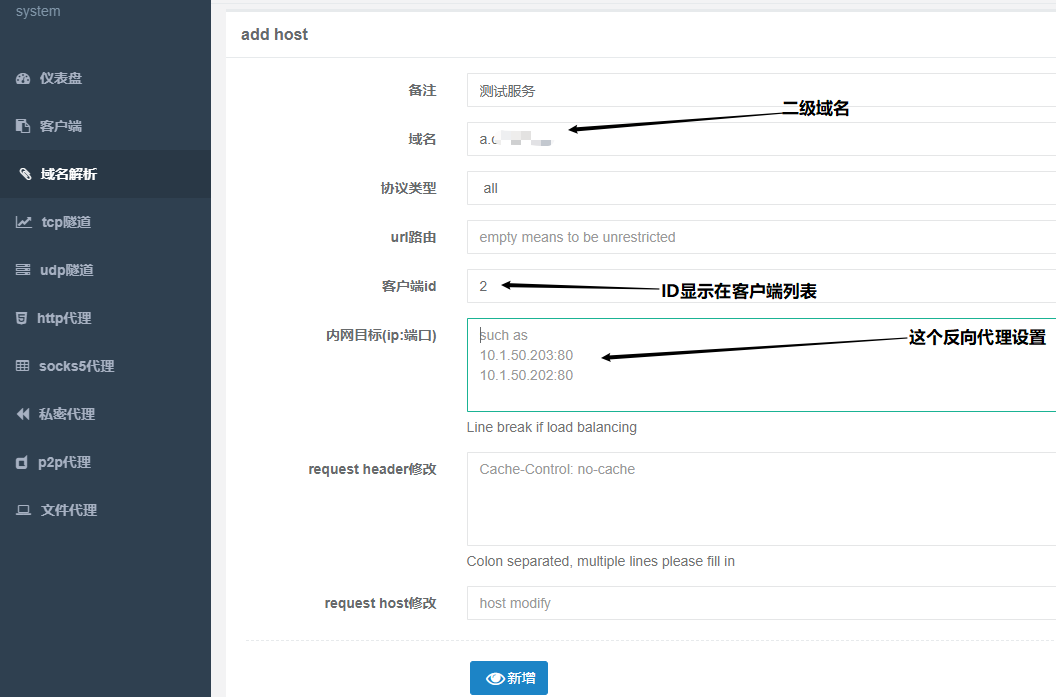 system
仪表盘
客户端
域名解析
tcp隧道
udp隧道
http代理
socks5代理
私密代理
p2p代理
文件代理
add host
备注
测试服务
域名
二级域名
协议类型
all
url路由
empty means to be unrestricted
客户端id
2
ID显示在客户端列表
内网目标(ip:端口)
such as
10.1.50.203:80
10.1.50.202:80
这个反向代理设置
Line break if load balancing
request header修改
Cache-Control: no-cache
Colon separated, multiple lines please fill in
request host修改
host modify
新增